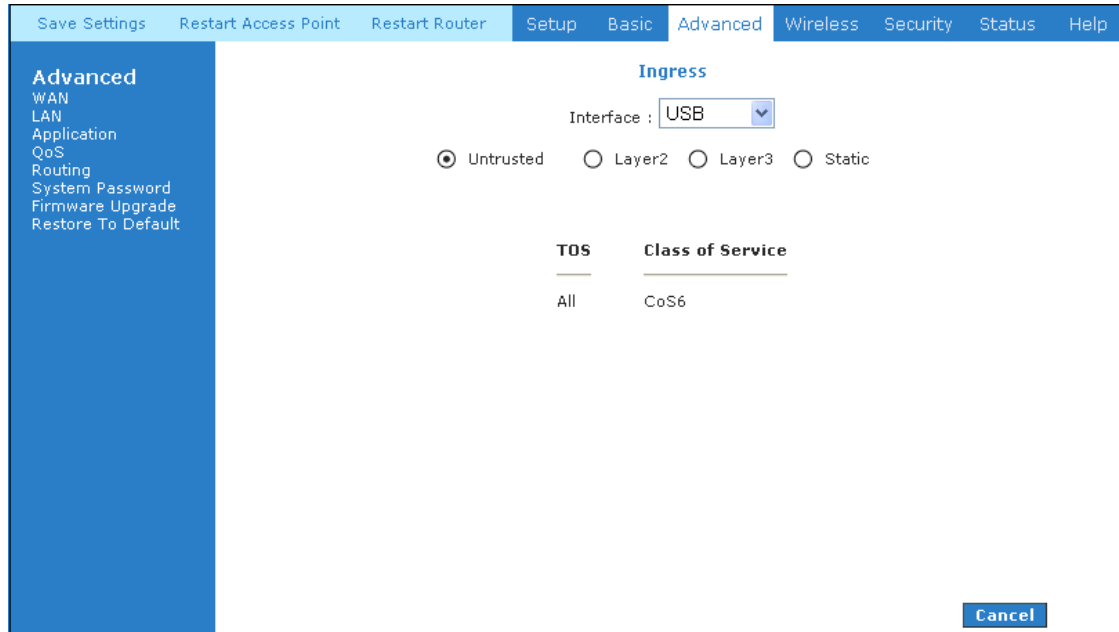 Save Settings Restart Access Point Restart Router Setup Basic Advanced Wireless Security Status Help
Advanced
WAN
LAN
Application
QoS
Routing
System Password
Firmware Upgrade
Restore To Default
Ingress
Interface : USB
Untrusted Layer2 Layer3 Static
TOS Class of Service
All CoS6
Cancel